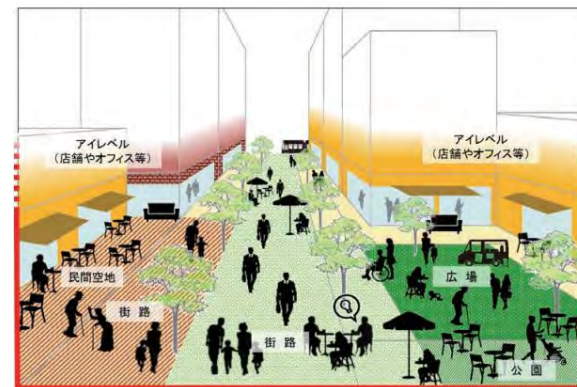 アイレベル
（店舗やオフィス等）
アイレベル
（店舗やオフィス等）
民間空地
広場
街路
街路
公園